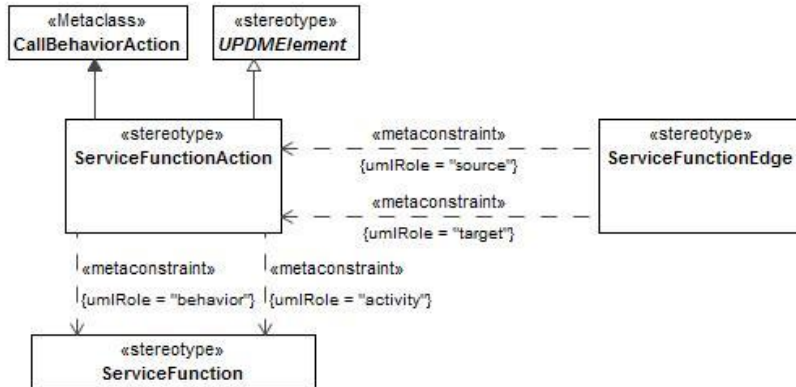 «Metaclass»
CallBehaviorAction
«stereotype»
UPDMElement
«stereotype»
ServiceFunctionAction
«metaconstraint»
{umlRole = "source"}
«metaconstraint»
{umlRole = "target"}
«stereotype»
ServiceFunctionEdge
«metaconstraint»
{umlRole = "behavior"}
«metaconstraint»
{umlRole = "activity"}
«stereotype»
ServiceFunction